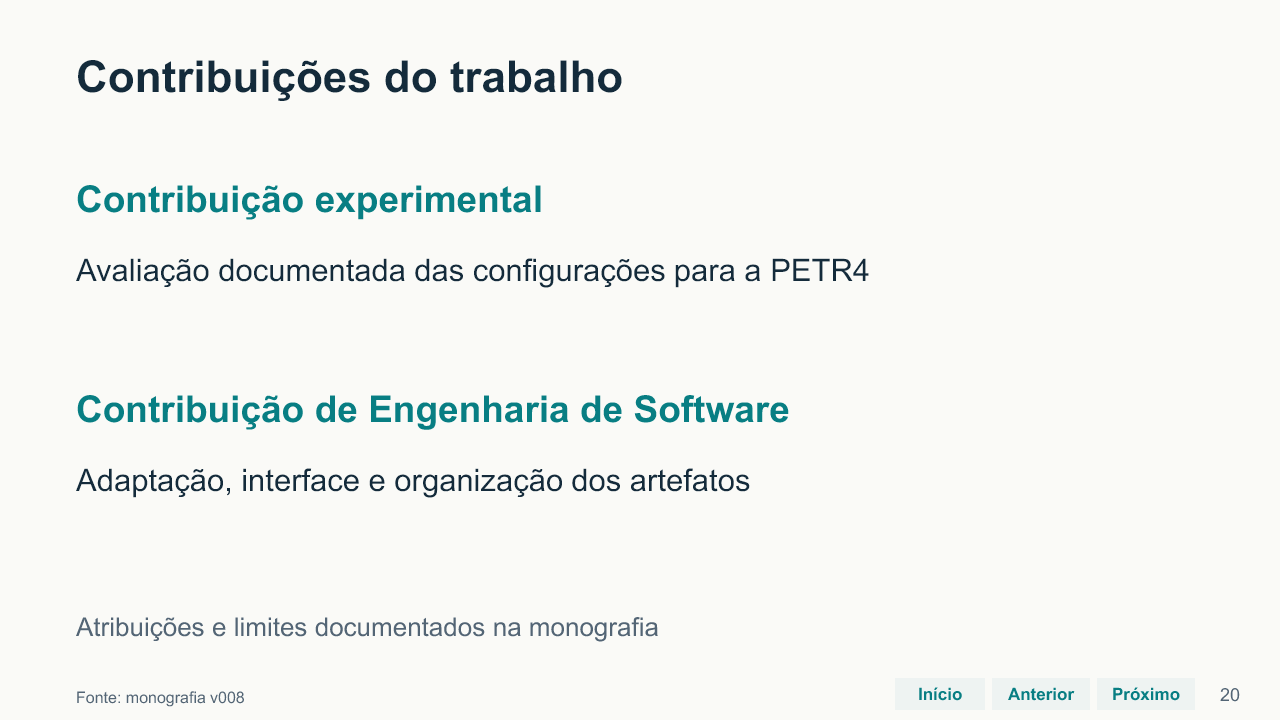 Contribuições do trabalho
Contribuição experimental
Avaliação documentada das configurações para a PETR4
Contribuição de Engenharia de Software
Adaptação, interface e organização dos artefatos
Atribuições e limites documentados na monografia
Fonte: monografia v008
Início Anterior Próximo 20